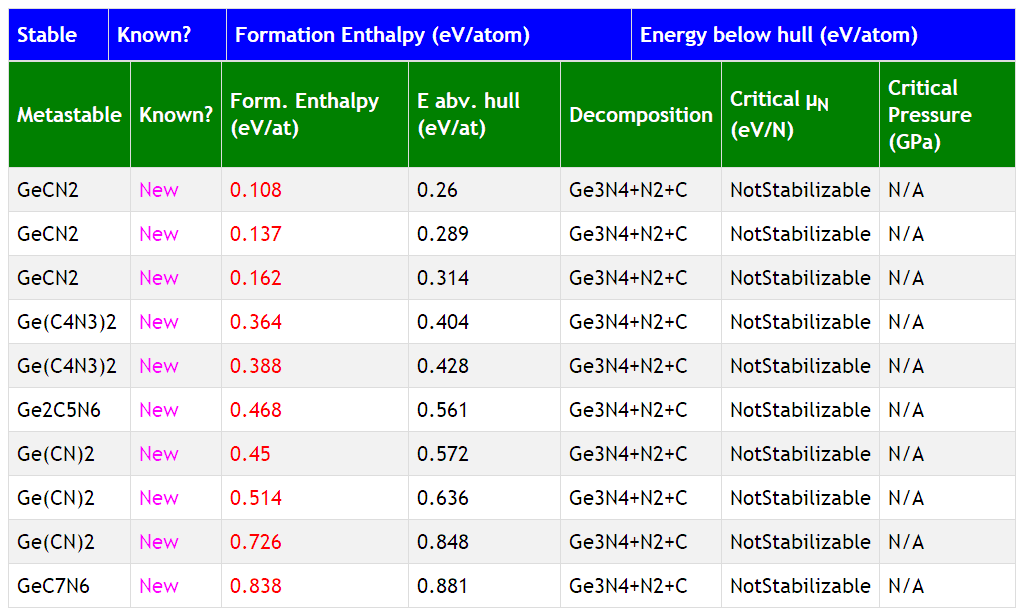 Stable Known? Formation Enthalpy (eV/atom) Energy below hull (eV/atom)
Metastable Known? Form. Enthalpy (eV/at) E abv. hull (eV/at) Decomposition Critical μN (eV/N) Critical Pressure (GPa)
GeCN2 New 0.108 0.26 Ge3N4+N2+C NotStabilizable N/A
GeCN2 New 0.137 0.289 Ge3N4+N2+C NotStabilizable N/A
GeCN2 New 0.162 0.314 Ge3N4+N2+C NotStabilizable N/A
Ge(C4N3)2 New 0.364 0.404 Ge3N4+N2+C NotStabilizable N/A
Ge(C4N3)2 New 0.388 0.428 Ge3N4+N2+C NotStabilizable N/A
Ge2C5N6 New 0.468 0.561 Ge3N4+N2+C NotStabilizable N/A
Ge(CN)2 New 0.45 0.572 Ge3N4+N2+C NotStabilizable N/A
Ge(CN)2 New 0.514 0.636 Ge3N4+N2+C NotStabilizable N/A
Ge(CN)2 New 0.726 0.848 Ge3N4+N2+C NotStabilizable N/A
GeC7N6 New 0.838 0.881 Ge3N4+N2+C NotStabilizable N/A